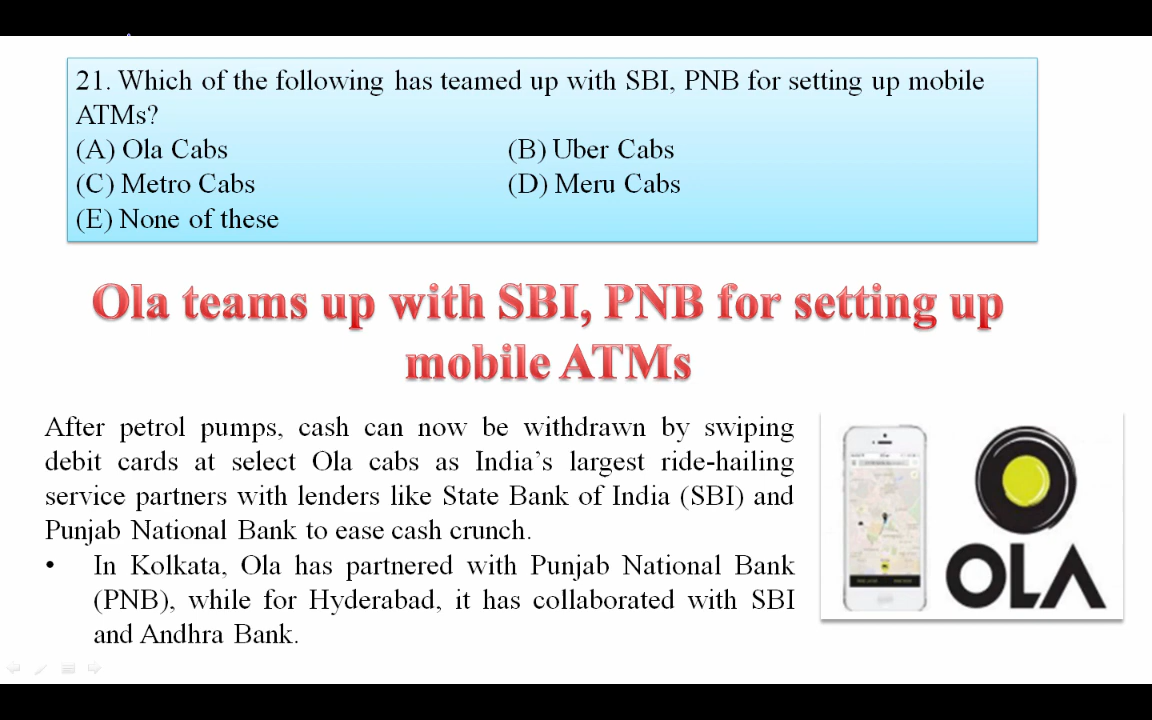 21. Which of the following has teamed up with SBI, PNB for setting up mobile
ATMs?
(A) Ola Cabs (B) Uber Cabs
(C) Metro Cabs (D) Meru Cabs
(E) None of these
Ola teams up with SBI, PNB for setting up
mobile ATMs
After petrol pumps, cash can now be withdrawn by swiping
debit cards at select Ola cabs as India’s largest ride-hailing
service partners with lenders like State Bank of India (SBI) and
Punjab National Bank to ease cash crunch.
• In Kolkata, Ola has partnered with Punjab National Bank
(PNB), while for Hyderabad, it has collaborated with SBI
and Andhra Bank.
OLA